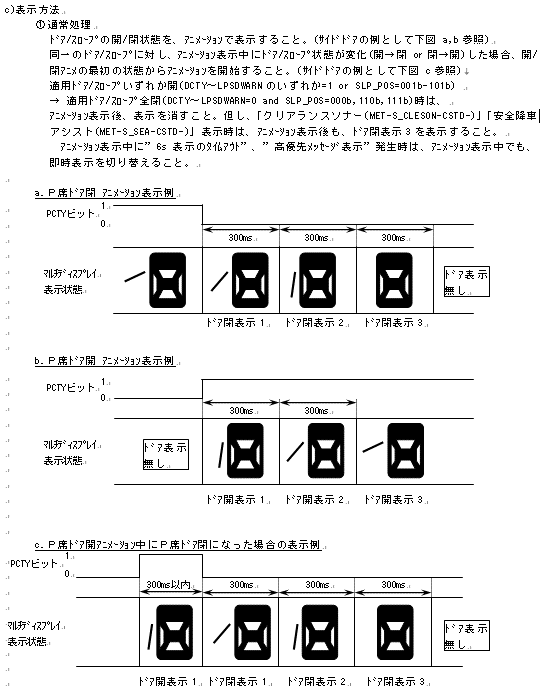 c)表示方法
①通常処理
ﾄﾞｱ/ｽﾛｰﾌﾟの開/閉状態を、ｱﾆﾒｰｼｮﾝで表示すること。(ｻｲﾄﾞﾄﾞｱの例として下図 a,b 参照)
同一のﾄﾞｱ/ｽﾛｰﾌﾟに対し、ｱﾆﾒｰｼｮﾝ表示中にﾄﾞｱ/ｽﾛｰﾌﾟ状態が変化(開→閉 or 閉→開)した場合、開/
閉ｱﾆﾒの最初の状態からｱﾆﾒｰｼｮﾝを開始すること。(ｻｲﾄﾞﾄﾞｱの例として下図 c 参照)
適用ﾄﾞｱ/ｽﾛｰﾌﾟいずれか開(DCTY～LPSDWARNのいずれか=1 or SLP_POS=001b~101b)
→ 適用ﾄﾞｱ/ｽﾛｰﾌﾟ全閉(DCTY～LPSDWARN=0 and SLP_POS=000b,110b,111b)時は、
ｱﾆﾒｰｼｮﾝ表示後、表示を消すこと。但し、「クリアランスソナー(MET-S_CLESON-CSTD-)」「安全降車
アシスト(MET-S_SEA-CSTD-)」表示時は、ｱﾆﾒｰｼｮﾝ表示後も、ﾄﾞｱ閉表示3を表示すること。
ｱﾆﾒｰｼｮﾝ表示中に”6s 表示のﾀｲﾑｱｳﾄ”、”高優先ﾒｯｾｰｼﾞ表示”発生時は、ｱﾆﾒｰｼｮﾝ表示中でも、
即時表示を切り替えること。
a. P席ドア閉 ｱﾆﾒｰｼｮﾝ表示例
PCTYビット
1
0
300ms 300ms 300ms
ﾏﾙﾁﾃﾞｨｽﾌﾟﾚｲ
表示状態
ﾄﾞｱ表示
無し
ﾄﾞｱ閉表示1 ﾄﾞｱ閉表示2 ﾄﾞｱ閉表示3
b. P席ﾄﾞｱ開 ｱﾆﾒｰｼｮﾝ表示例
PCTYビット
1
0
300ms 300ms
ﾏﾙﾁﾃﾞｨｽﾌﾟﾚｲ
表示状態
ﾄﾞｱ表示
無し
ﾄﾞｱ開表示1 ﾄﾞｱ開表示2 ﾄﾞｱ開表示3
c. P席ﾄﾞｱ開ｱﾆﾒｰｼｮﾝ中にP席ﾄﾞｱ閉になった場合の表示例
PCTYビット
1
0
300ms以内 300ms 300ms 300ms
ﾏﾙﾁﾃﾞｨｽﾌﾟﾚｲ
表示状態
ﾄﾞｱ表示
無し
ﾄﾞｱ開表示1 ﾄﾞｱ閉表示1 ﾄﾞｱ閉表示2 ﾄﾞｱ閉表示3